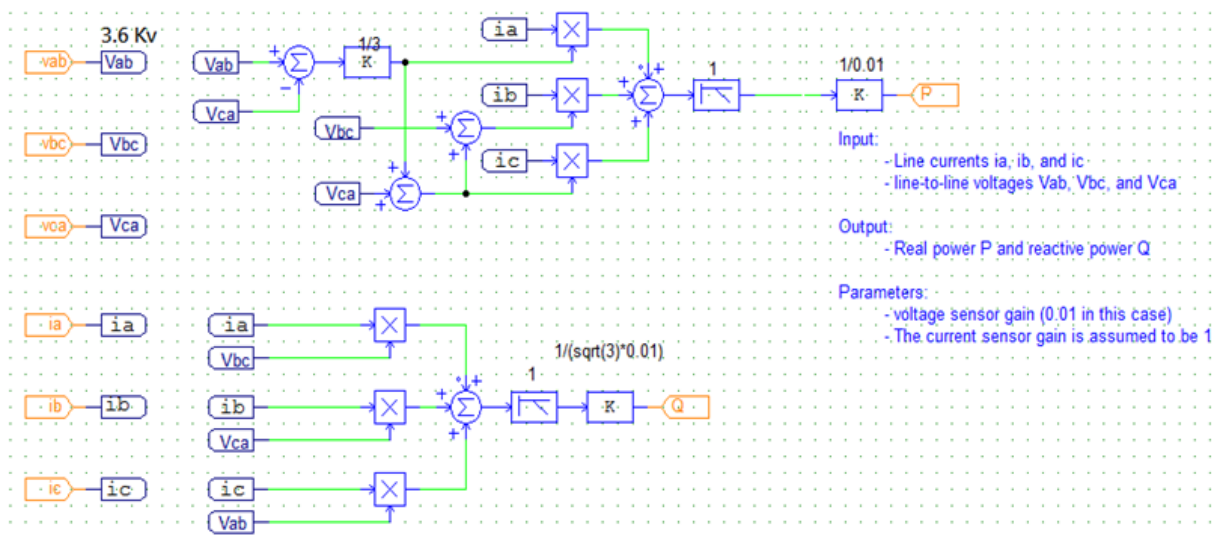 3.6 Kv
vab
Vab
Vab
Vca
1/3
K
ia
ib
ic
1
1/0.01
K
P
vbc
Vbc
Vbc
Vca
vca
Vca
Input:
- Line currents ia, ib, and ic
- line-to-line voltages Vab, Vbc, and Vca
Output:
- Real power P and reactive power Q
Parameters:
- voltage sensor gain (0.01 in this case)
- The current sensor gain is assumed to be 1
ia
ia
ia
Vbc
1/(sqrt(3)*0.01)
1
K
Q
ib
ib
ib
Vca
ic
ic
ic
Vab